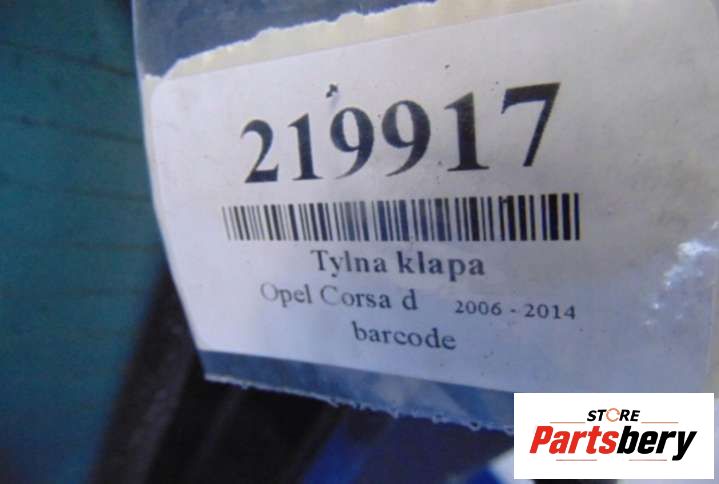 219917
Tylna klapa
Opel Corsa d 2006 - 2014
barcode
STORE
Partsbery